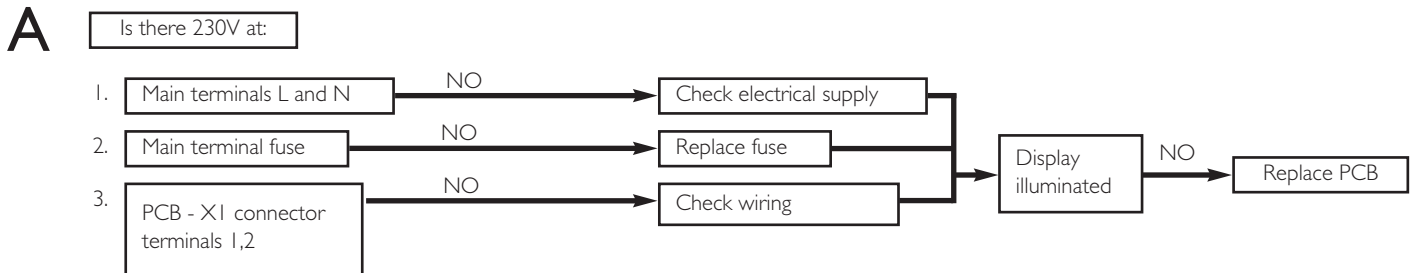 A
Is there 230V at:
1. Main terminals L and N
NO
Check electrical supply
2. Main terminal fuse
NO
Replace fuse
3. PCB - X1 connector
terminals 1,2
NO
Check wiring
Display
illuminated
NO
Replace PCB